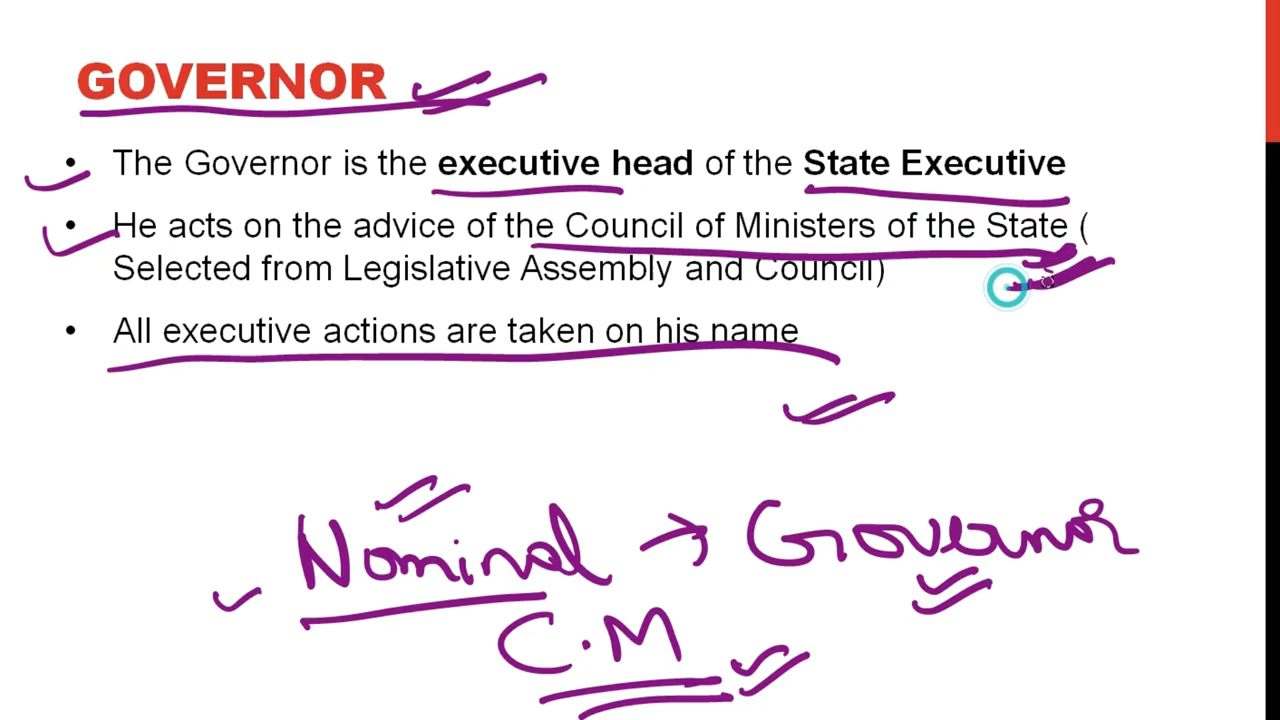 GOVERNOR
• The Governor is the executive head of the State Executive
• He acts on the advice of the Council of Ministers of the State (
Selected from Legislative Assembly and Council)
• All executive actions are taken on his name
Nominal → Governor
C.M